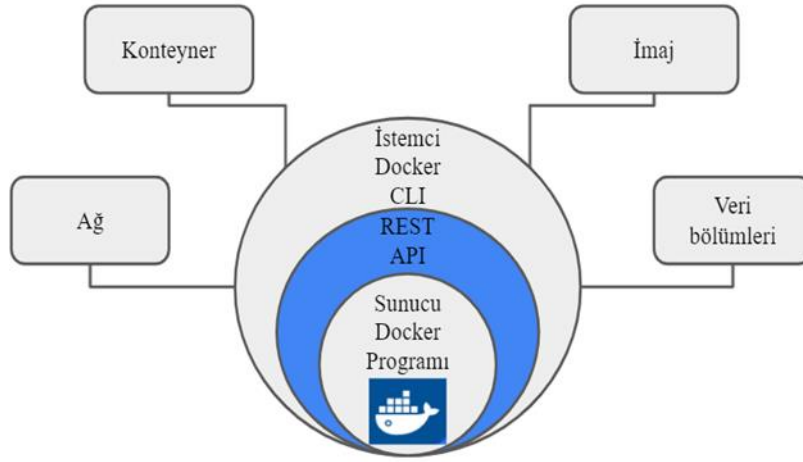 Konteyner
İmaj
Ağ
Veri
bölümleri
İstemci
Docker
CLI
REST
API
Sunucu
Docker
Programı